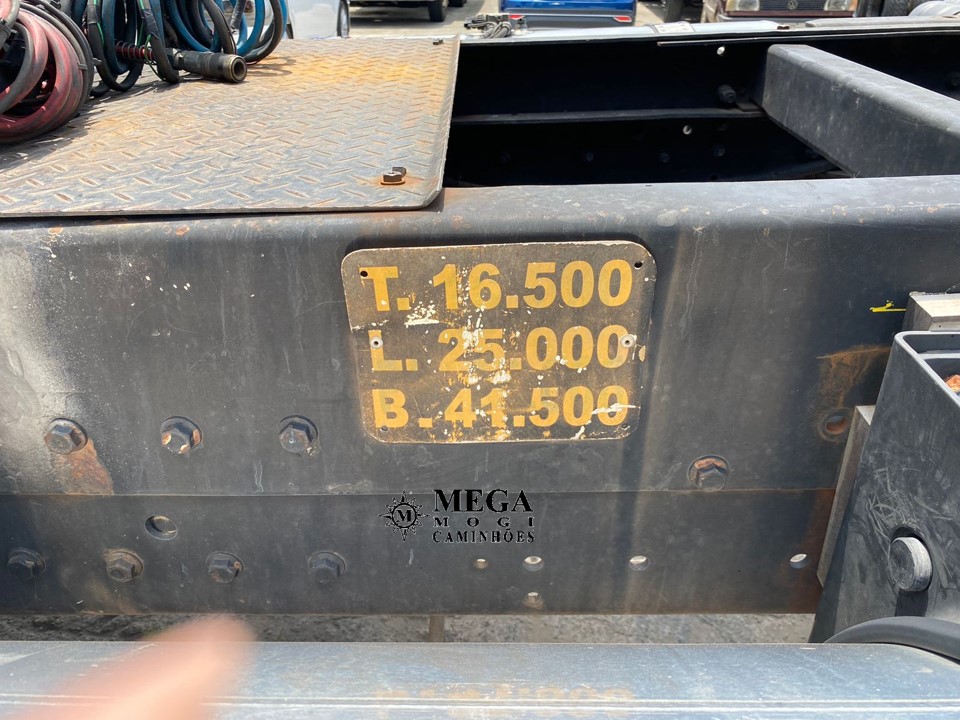 T. 16.500
L. 25.000
B. 41.500
M
MEGA
MOGI
CAMINHÕES